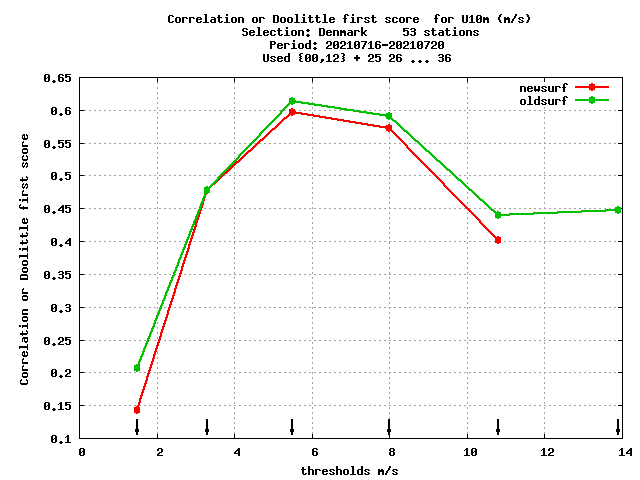 Correlation or Doolittle first score  for U10m (m/s)
Selection: Denmark     53 stations
Period: 20210716-20210720
Used {00,12} + 25 26 ... 36
newsurf
oldsurf
Correlation or Doolittle first score
0.65
0.6
0.55
0.5
0.45
0.4
0.35
0.3
0.25
0.2
0.15
0.1
0 2 4 6 8 10 12 14
thresholds m/s